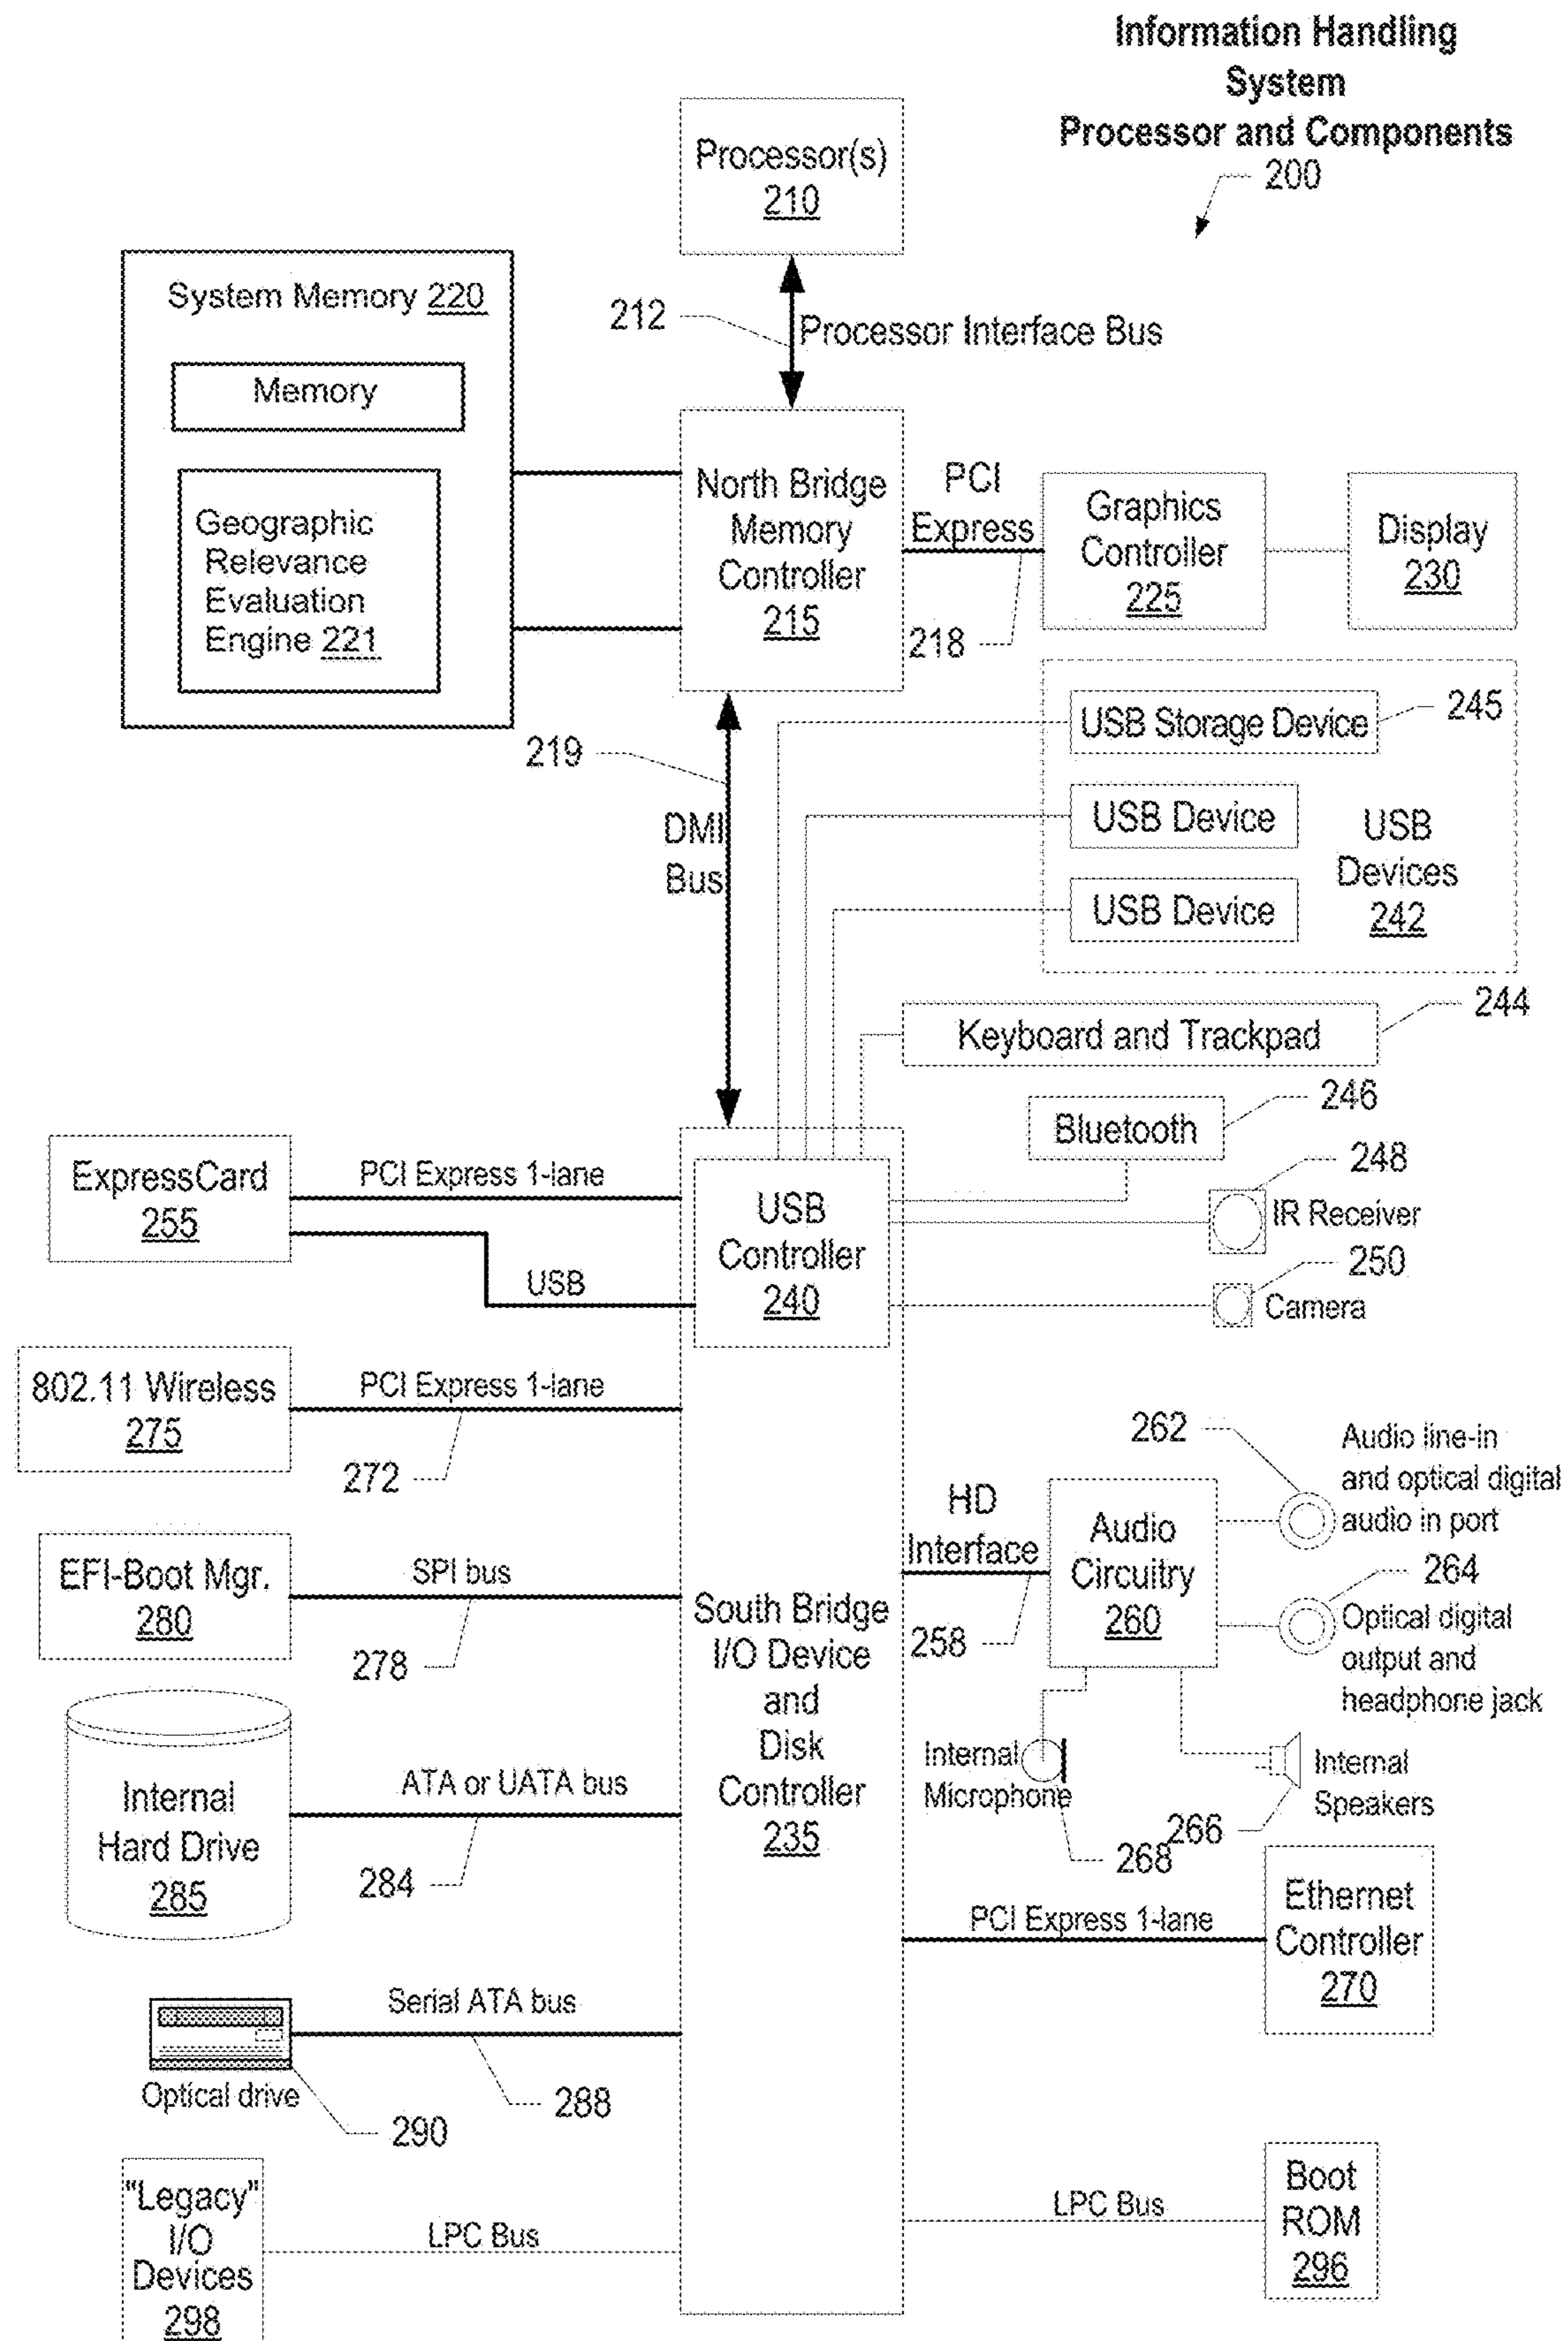 Information Handling
System
Processor and Components
200
Processor(s)
210
212
Processor Interface Bus
System Memory 220
Memory
Geographic
Relevance
Evaluation
Engine 221
North Bridge
Memory
Controller
215
PCI
Express
218
Graphics
Controller
225
Display
230
219
DMI
Bus
USB Storage Device
245
USB Device
USB Device
USB
Devices
242
Keyboard and Trackpad
244
Bluetooth
246
248
IR Receiver
250
Camera
ExpressCard
255
PCI Express 1-lane
USB
USB
Controller
240
802.11 Wireless
275
PCI Express 1-lane
272
262
Audio line-in
and optical digital
audio in port
HD
Interface
258
Audio
Circuitry
260
264
Optical digital
output and
headphone jack
EFI-Boot Mgr.
280
SPI bus
278
South Bridge
I/O Device
and
Disk
Controller
235
Internal
Microphone
268
Internal
Speakers
266
Internal
Hard Drive
285
ATA or UATA bus
284
PCI Express 1-lane
Ethernet
Controller
270
Serial ATA bus
288
Optical drive
290
"Legacy"
I/O
Devices
298
LPC Bus
LPC Bus
Boot
ROM
296